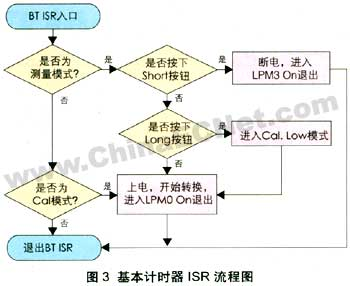 BT ISR入口
是否为
测量模式?
是
是否按下
Short按钮
是
断电，进入
LPM3 On退出
否
否
是否按下
Long按钮
是
进入Cal. Low模式
是否为
Cal模式?
是
上电，开始转换，
进入LPM0 On退出
否
退出BT ISR
图 3 基本计时器 ISR 流程图